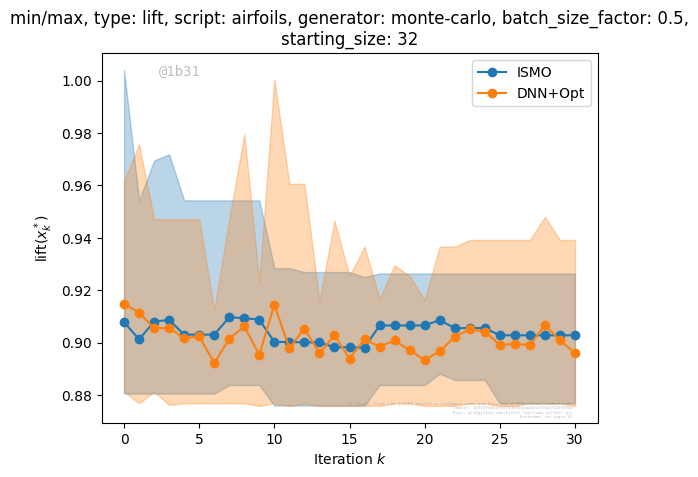 min/max, type: lift, script: airfoils, generator: monte-carlo, batch_size_factor: 0.5,
starting_size: 32
@1b31
ISMO
DNN+Opt
1.00
0.98
0.96
0.94
0.92
0.90
0.88
lift(x*k)
0 5 10 15 20 25 30
Iteration k